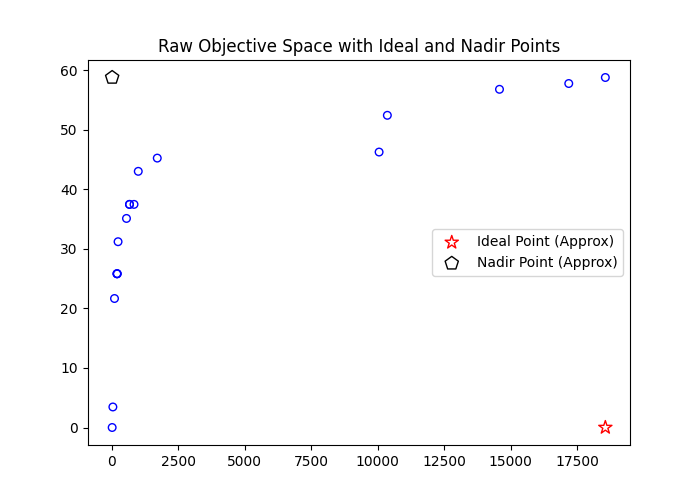 Raw Objective Space with Ideal and Nadir Points
60
50
40
30
20
10
0
Ideal Point (Approx)
Nadir Point (Approx)
0 2500 5000 7500 10000 12500 15000 17500